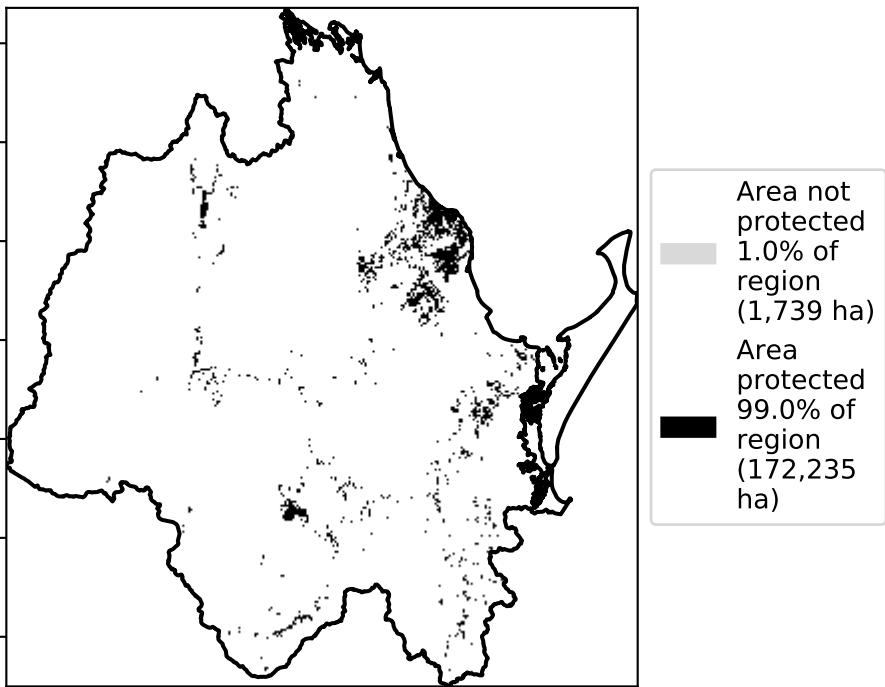 Area not
protected
1.0% of
region
(1,739 ha)
Area
protected
99.0% of
region
(172,235
ha)